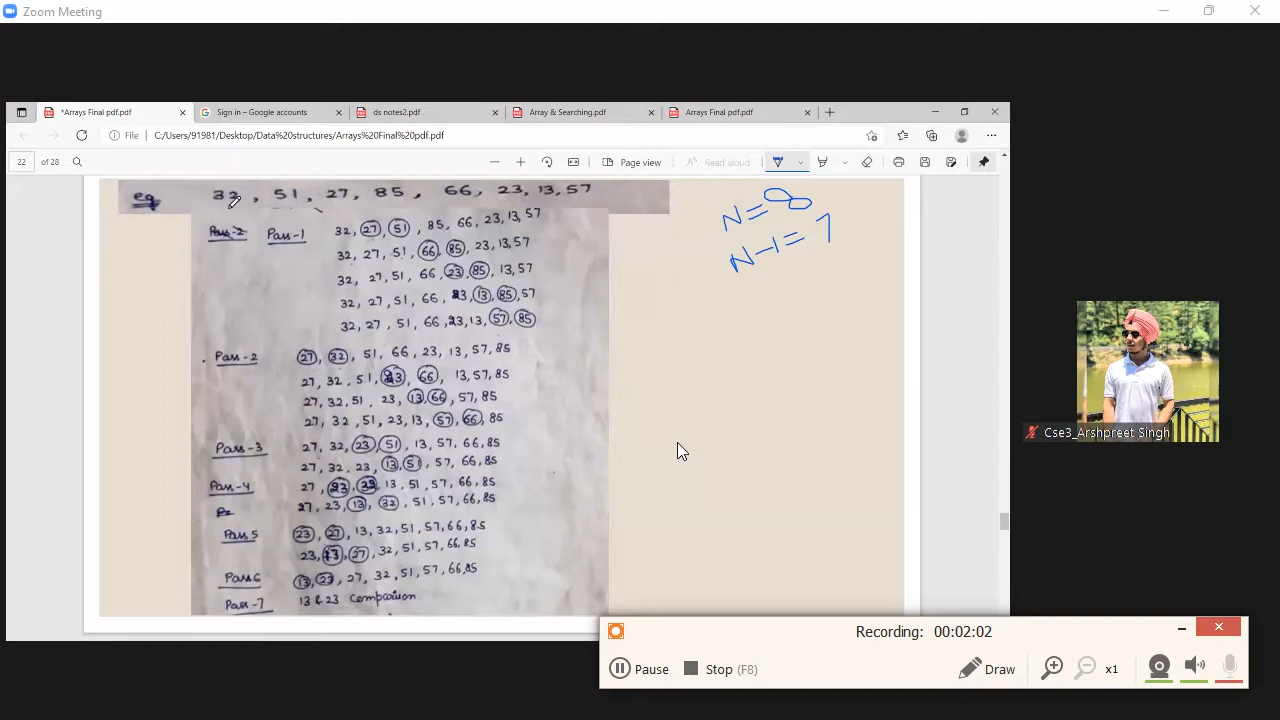 Zoom Meeting
*Arrays Final pdf.pdf
Sign in – Google accounts
ds notes2.pdf
Array & Searching.pdf
Arrays Final pdf.pdf
File
C:/Users/91981/Desktop/Data%20structures/Arrays%20Final%20pdf.pdf
22 of 28
Page view
Read aloud
eg 32, 51, 27, 85, 66, 23, 13, 57
N=8
N-1=7
Pass-2 Pass-1 32, 27, 51, 85, 66, 23, 13, 57
32, 27, 51, 66, 85, 23, 13, 57
32, 27, 51, 66, 23, 85, 13, 57
32, 27, 51, 66, 23, 13, 85, 57
32, 27, 51, 66, 23, 13, 57, 85
Pass-2 27, 32, 51, 66, 23, 13, 57, 85
27, 32, 51, 23, 66, 13, 57, 85
27, 32, 51, 23, 13, 66, 57, 85
27, 32, 51, 23, 13, 57, 66, 85
Pass-3 27, 32, 23, 51, 13, 57, 66, 85
27, 32, 23, 13, 51, 57, 66, 85
Pass-4 27, 23, 32, 13, 51, 57, 66, 85
27, 23, 13, 32, 51, 57, 66, 85
Pass 5 23, 27, 13, 32, 51, 57, 66, 85
23, 13, 27, 32, 51, 57, 66, 85
Pass 6 13, 23, 27, 32, 51, 57, 66, 85
Pass-7 13 & 23 Comparison
Cse3_Arshpreet Singh
Recording: 00:02:02
Pause
Stop (F8)
Draw
x1